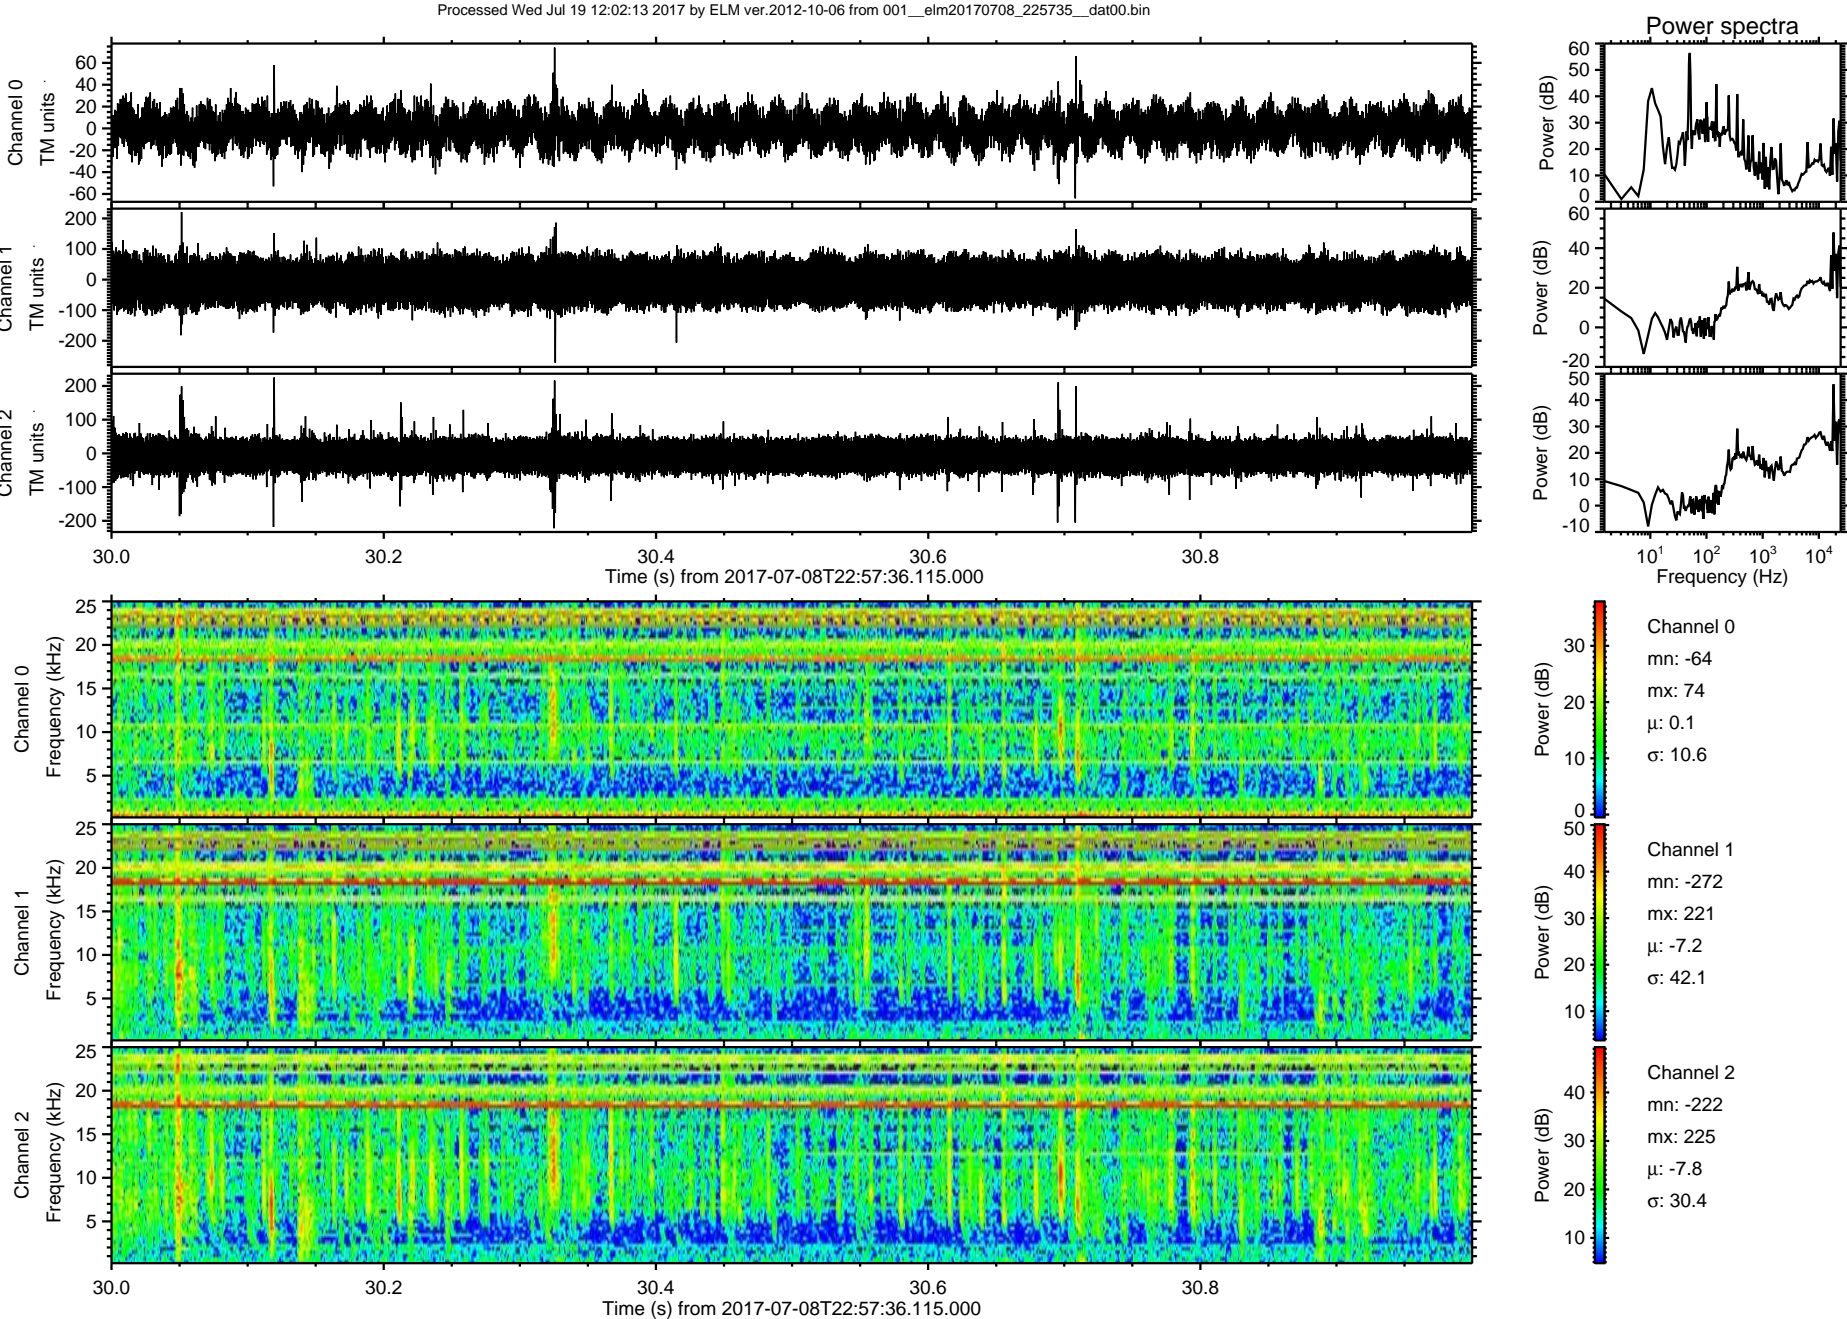 Processed Wed Jul 19 12:02:13 2017 by ELM ver.2012-10-06 from 001__elm20170708_225735__dat00.bin
Power spectra
Channel 0
TM units
60
40
20
0
-20
-40
-60
Power (dB)
60
50
40
30
20
10
0
Channel 1
TM units
200
100
0
-100
-200
Power (dB)
60
40
20
0
-20
Channel 2
TM units
200
100
0
-100
-200
Power (dB)
50
40
30
20
10
0
-10
30.0 30.2 30.4 30.6 30.8
Time (s) from 2017-07-08T22:57:36.115.000
10^1 10^2 10^3 10^4
Frequency (Hz)
Channel 0
Frequency (kHz)
25
20
15
10
5
Power (dB)
30
20
10
0
Channel 0
mn: -64
mx: 74
μ: 0.1
σ: 10.6
Channel 1
Frequency (kHz)
25
20
15
10
5
Power (dB)
50
40
30
20
10
Channel 1
mn: -272
mx: 221
μ: -7.2
σ: 42.1
Channel 2
Frequency (kHz)
25
20
15
10
5
Power (dB)
40
30
20
10
Channel 2
mn: -222
mx: 225
μ: -7.8
σ: 30.4
30.0 30.2 30.4 30.6 30.8
Time (s) from 2017-07-08T22:57:36.115.000